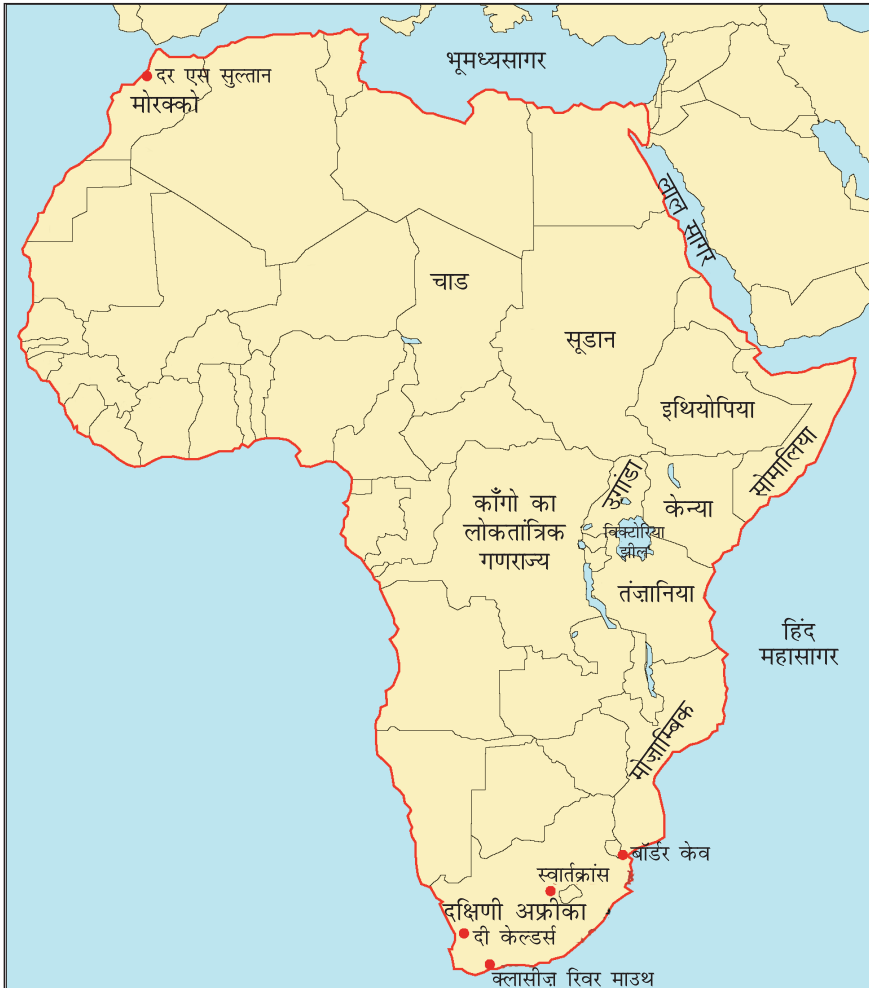 भूमध्यसागर
दर एस सुल्तान
मोरक्को
लाल सागर
चाड
सूडान
इथियोपिया
सोमालिया
उगांडा
केन्या
काँगो का
लोकतांत्रिक
गणराज्य
विक्टोरिया
झील
तंज़ानिया
हिंद
महासागर
मोज़ाम्बिक
बॉर्डर केव
स्वार्तक्रांस
दक्षिणी अफ्रीका
दी केल्डर्स
क्लासीज़ रिवर माउथ